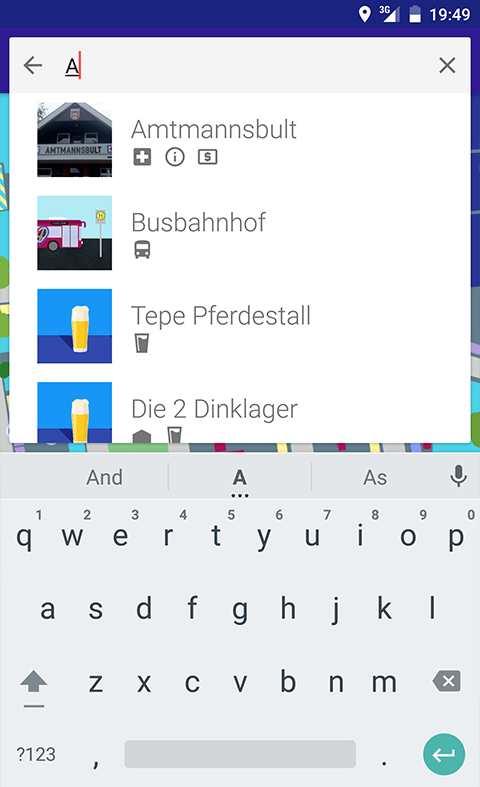 3G 19:49
A
AMTMANNSBULT
Amtmannsbult
Busbahnhof
H
Tepe Pferdestall
Die 2 Dinklager
And A As
1 2 3 4 5 6 7 8 9 0
q w e r t y u i o p
a s d f g h j k l
z x c v b n m
?123 , .